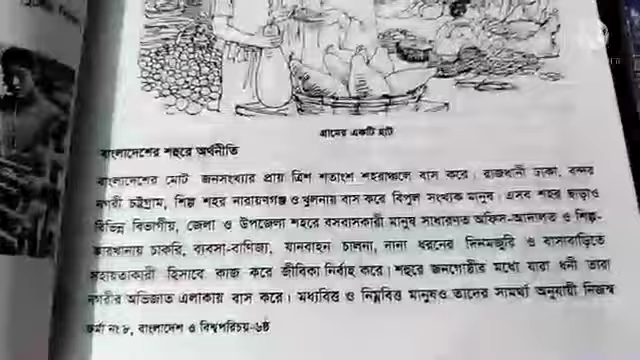 গ্রামের একটি হাট
বাংলাদেশের শহুরে অর্থনীতি
বাংলাদেশের মোট জনসংখ্যার প্রায় ত্রিশ শতাংশ শহরাঞ্চলে বাস করে। রাজধানী ঢাকা, বন্দর
নগরী চট্টগ্রাম, শিল্প শহর নারায়ণগঞ্জ ও খুলনায় বাস করে বিপুল সংখ্যক মানুষ। এসব শহর ছাড়াও
বিভিন্ন বিভাগীয়, জেলা ও উপজেলা শহরে বসবাসকারী মানুষ সাধারণত অফিস-আদালত ও শিল্প-
কারখানায় চাকরি, ব্যবসা-বাণিজ্য, যানবাহন চালনা, নানা ধরনের দিনমজুরি ও বাসাবাড়িতে
সহায়তাকারী হিসাবে কাজ করে জীবিকা নির্বাহ করে। শহুরে জনগোষ্ঠীর মধ্যে যারা ধনী তারা
নগরীর অভিজাত এলাকায় বাস করে। মধ্যবিত্ত ও নিম্নবিত্ত মানুষও তাদের সামর্থ্য অনুযায়ী নিজস্ব
ফর্মা নং ৮, বাংলাদেশ ও বিশ্বপরিচয়-৬ষ্ঠ